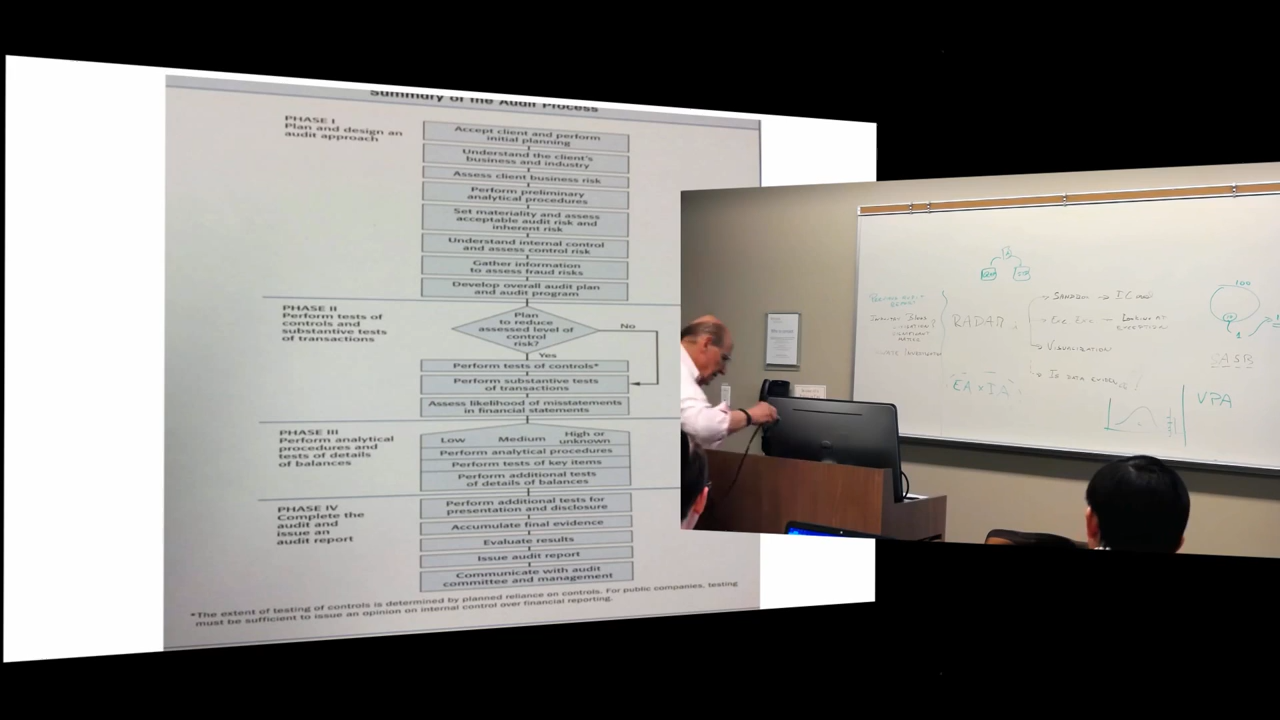 Summary of the Audit Process
PHASE I
Plan and design an
audit approach
Accept client and perform
initial planning
Understand the client's
business and industry
Assess client business risk
Perform preliminary
analytical procedures
Set materiality and assess
acceptable audit risk and
inherent risk
Understand internal control
and assess control risk
Gather information
to assess fraud risks
Develop overall audit plan
and audit program
PHASE II
Perform tests of
controls and
substantive tests
of transactions
Plan
to reduce
assessed level of
control
risk?
No
Yes
Perform tests of controls*
Perform substantive tests
of transactions
Assess likelihood of misstatements
in financial statements
PHASE III
Perform analytical
procedures and
tests of details
of balances
Low Medium High or
unknown
Perform analytical procedures
Perform tests of key items
Perform additional tests
of details of balances
PHASE IV
Complete the
audit and
issue an
audit report
Perform additional tests for
presentation and disclosure
Accumulate final evidence
Evaluate results
Issue audit report
Communicate with audit
committee and management
*The extent of testing of controls is determined by planned reliance on controls. For public companies, testing
must be sufficient to issue an opinion on internal control over financial reporting.
RADAR
VISUALIZATION
IS DATA
EA x IA
100
1
SASB
VPA